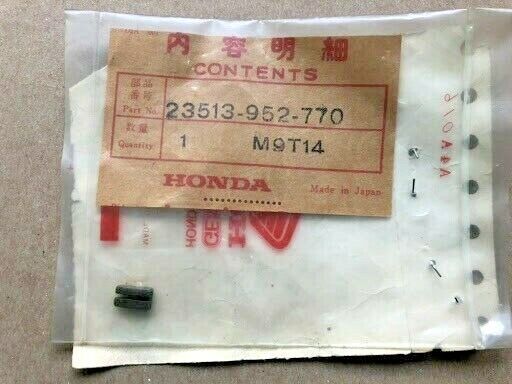 内容明細
CONTENTS
部品
番号
Part No. 23513-952-770
数量
Quantity 1 M9T14
HONDA Made in Japan